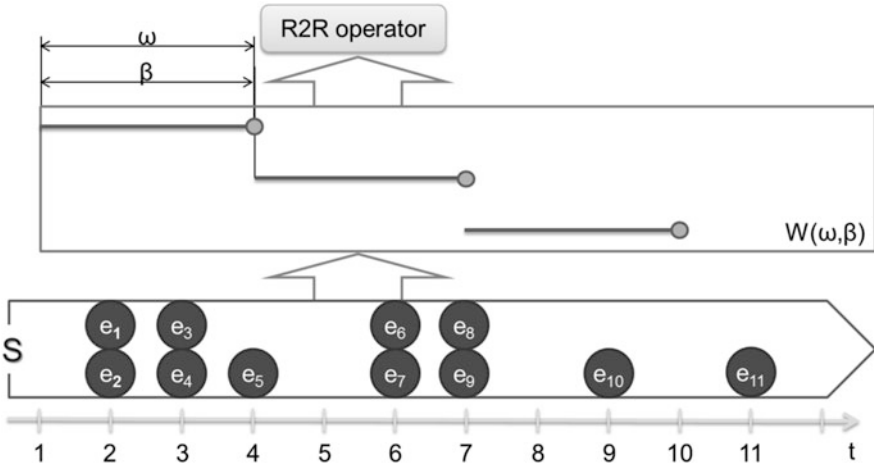 R2R operator
ω
β
W(ω,β)
S
e1 e3 e6 e8
e2 e4 e5 e7 e9 e10 e11
1 2 3 4 5 6 7 8 9 10 11 t